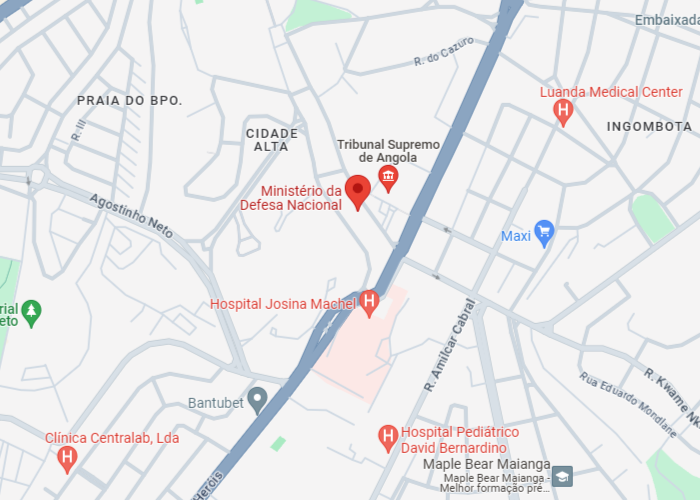 Embaixada
R. do Cazuro
Luanda Medical Center
PRAIA DO BPO.
R. III
INGOMBOTA
CIDADE
ALTA
Tribunal Supremo
de Angola
Ministério da
Defesa Nacional
Agostinho Neto
Maxi
Hospital Josina Machel
rial
eto
R. Amílcar Cabral
R. Kwame Nk
Rua Eduardo Mondlane
Bantubet
Clínica Centralab, Lda
Hospital Pediátrico
David Bernardino
Maple Bear Maianga
Maple Bear Maianga -
Melhor formação pré...
Heróis